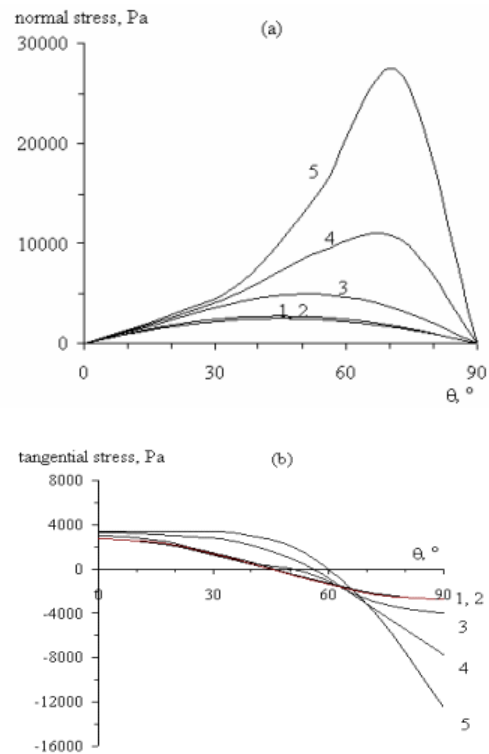 normal stress, Pa
(a)
30000
20000
10000
0
5
4
3
1, 2
0 30 60 90
θ, °
tangential stress, Pa
(b)
8000
4000
0
-4000
-8000
-12000
-16000
θ, °
0 30 60 90
1, 2
3
4
5